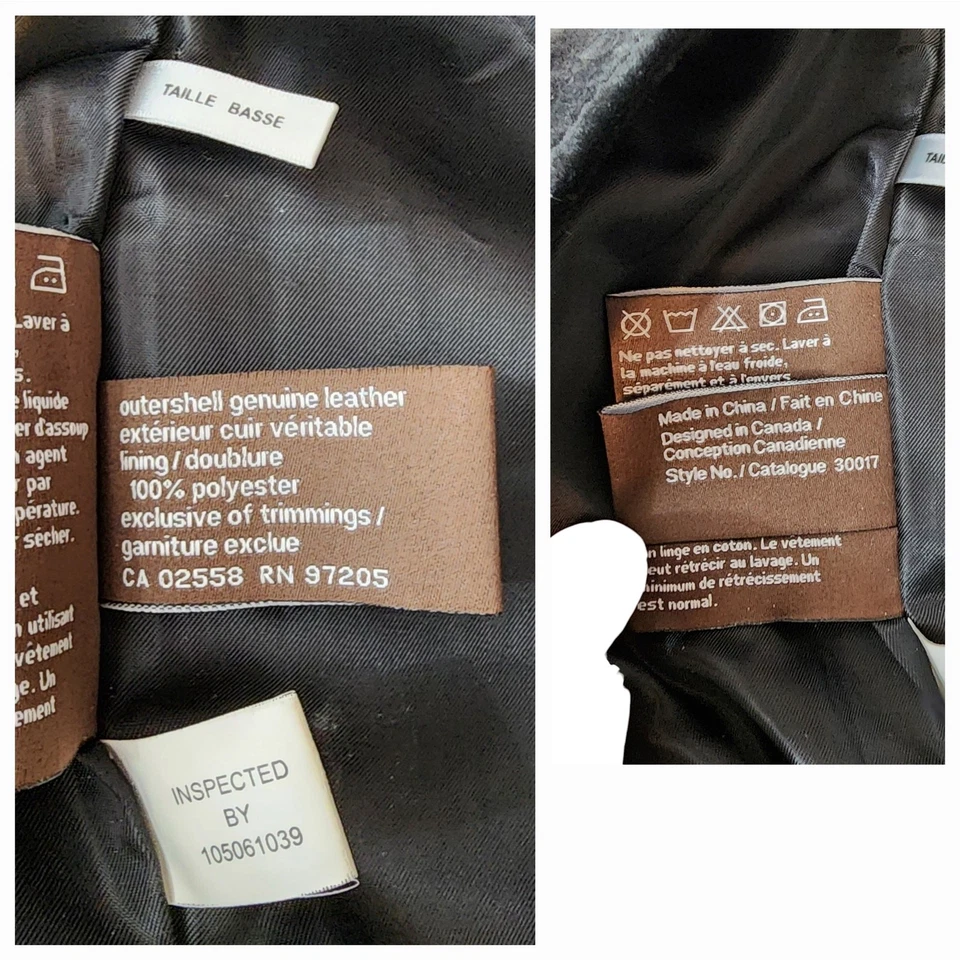 TAILLE BASSE
Laver à
s.
liquide
er d'assoup
agent
par
pérature.
sécher.
et
utilisant
vêtement
ge. Un
ement
outershell genuine leather
extérieur cuir véritable
lining / doublure
100% polyester
exclusive of trimmings /
garniture exclue
CA 02558 RN 97205
INSPECTED
BY
105061039
TAIL
Ne pas nettoyer à sec. Laver à
la machine à l'eau froide,
séparément et à l'envers
Made in China / Fait en Chine
Designed in Canada /
Conception Canadienne
Style No. / Catalogue 30017
n linge en coton. Le vêtement
eut rétrécir au lavage. Un
inimum de rétrécissement
est normal.